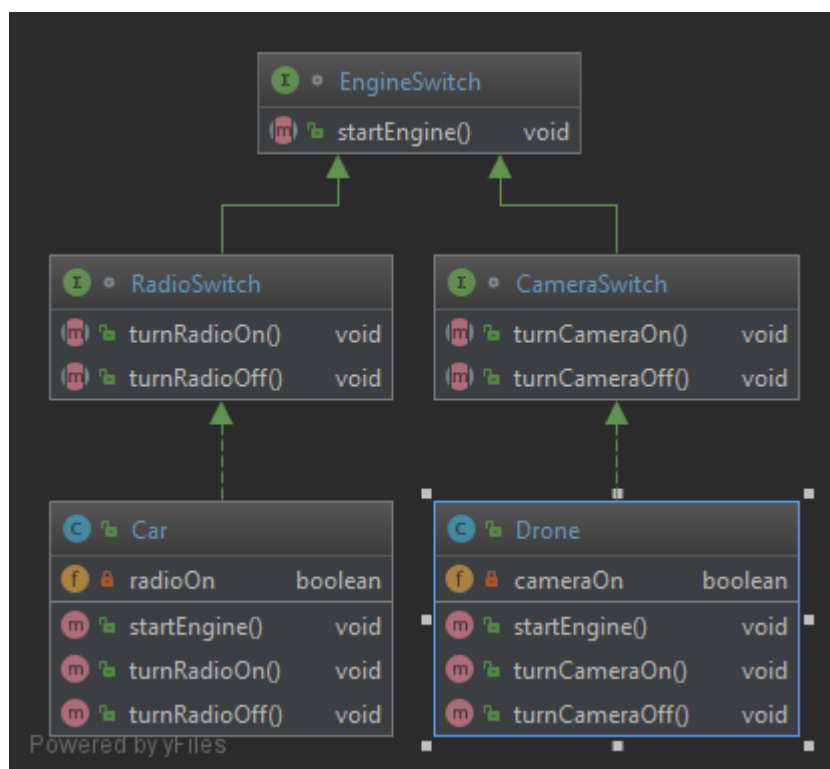 EngineSwitch
startEngine() void
RadioSwitch
turnRadioOn() void
turnRadioOff() void
CameraSwitch
turnCameraOn() void
turnCameraOff() void
Car
radioOn boolean
startEngine() void
turnRadioOn() void
turnRadioOff() void
Drone
cameraOn boolean
startEngine() void
turnCameraOn() void
turnCameraOff() void
Powered by yFiles